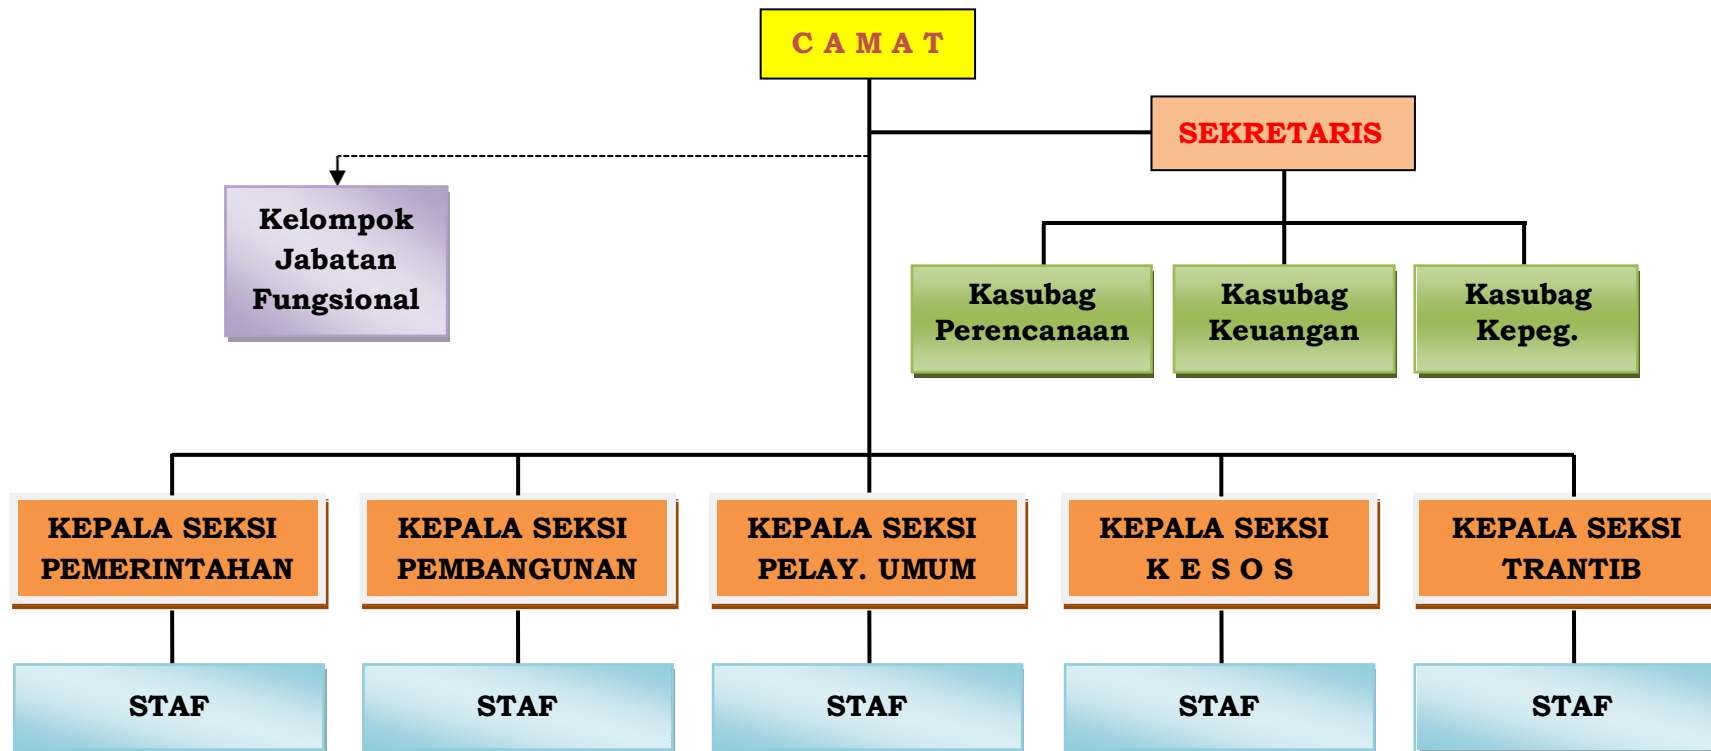 C A M A T
SEKRETARIS
Kelompok
Jabatan
Fungsional
Kasubag
Perencanaan
Kasubag
Keuangan
Kasubag
Kepeg.
KEPALA SEKSI
PEMERINTAHAN
KEPALA SEKSI
PEMBANGUNAN
KEPALA SEKSI
PELAY. UMUM
KEPALA SEKSI
K E S O S
KEPALA SEKSI
TRANTIB
STAF
STAF
STAF
STAF
STAF